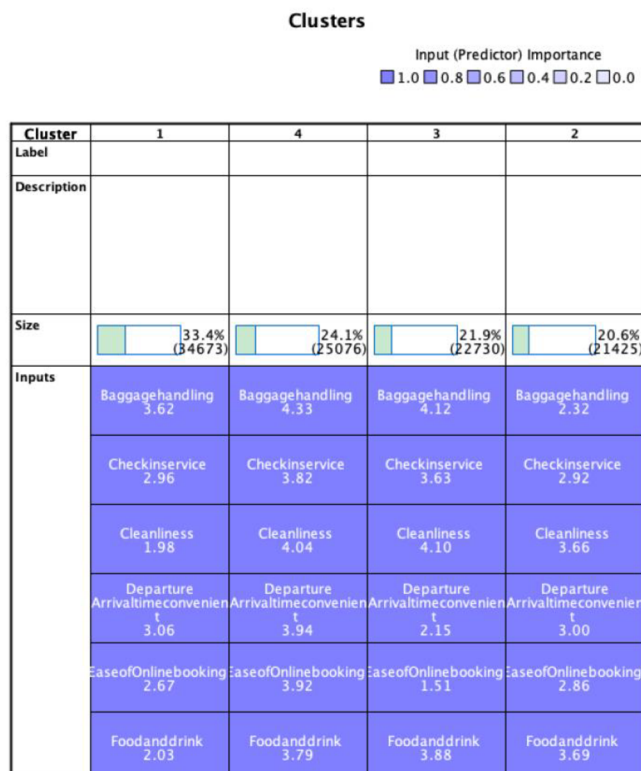 Clusters
Input (Predictor) Importance
1.0 0.8 0.6 0.4 0.2 0.0
Cluster 1 4 3 2
Label
Description
Size 33.4% 24.1% 21.9% 20.6%
(34673) (25076) (22730) (21425)
Inputs
Baggagehandling Baggagehandling Baggagehandling Baggagehandling
3.62 4.33 4.12 2.32
Checkinservice Checkinservice Checkinservice Checkinservice
2.96 3.82 3.63 2.92
Cleanliness Cleanliness Cleanliness Cleanliness
1.98 4.04 4.10 3.66
Departure Departure Departure Departure
Arrivaltimeconvenien Arrivaltimeconvenien Arrivaltimeconvenien Arrivaltimeconvenien
t t t t
3.06 3.94 2.15 3.00
EaseofOnlinebooking EaseofOnlinebooking EaseofOnlinebooking EaseofOnlinebooking
2.67 3.92 1.51 2.86
Foodanddrink Foodanddrink Foodanddrink Foodanddrink
2.03 3.79 3.88 3.69